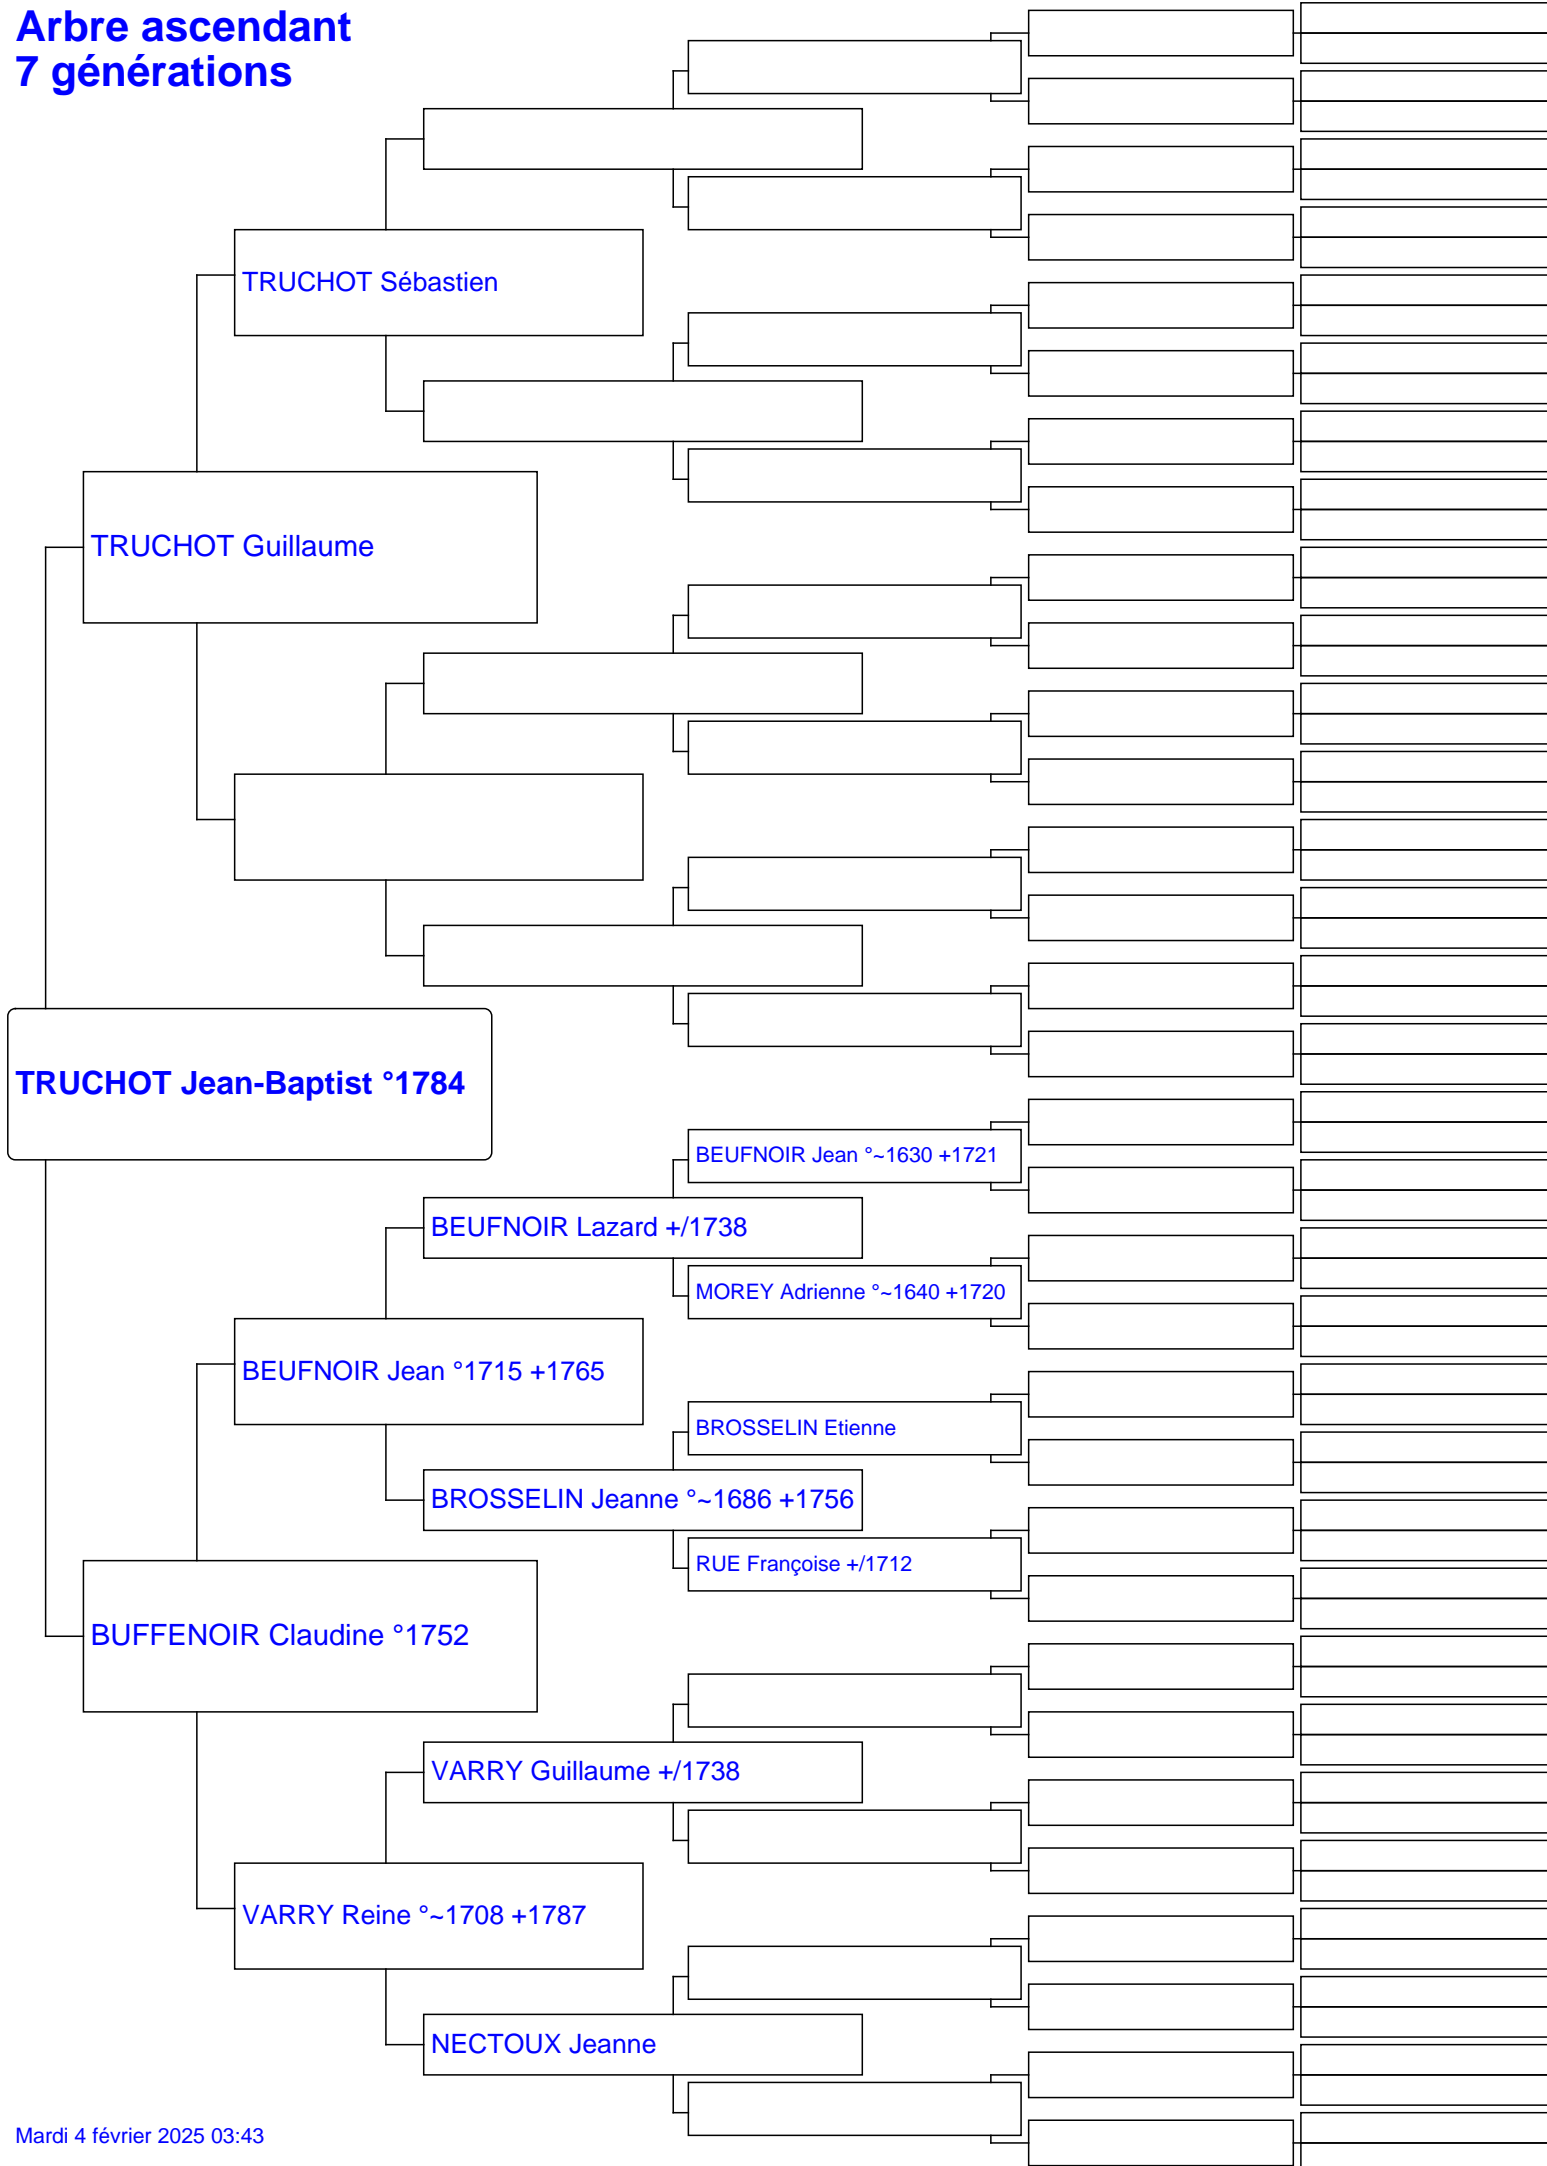 Arbre ascendant
7 générations
TRUCHOT Sébastien
TRUCHOT Guillaume
TRUCHOT Jean-Baptist °1784
BEUFNOIR Jean °~1630 +1721
BEUFNOIR Lazard +/1738
MOREY Adrienne °~1640 +1720
BEUFNOIR Jean °1715 +1765
BROSSELIN Etienne
BROSSELIN Jeanne °~1686 +1756
RUE Françoise +/1712
BUFFENOIR Claudine °1752
VARRY Guillaume +/1738
VARRY Reine °~1708 +1787
NECTOUX Jeanne
Mardi 4 février 2025 03:43